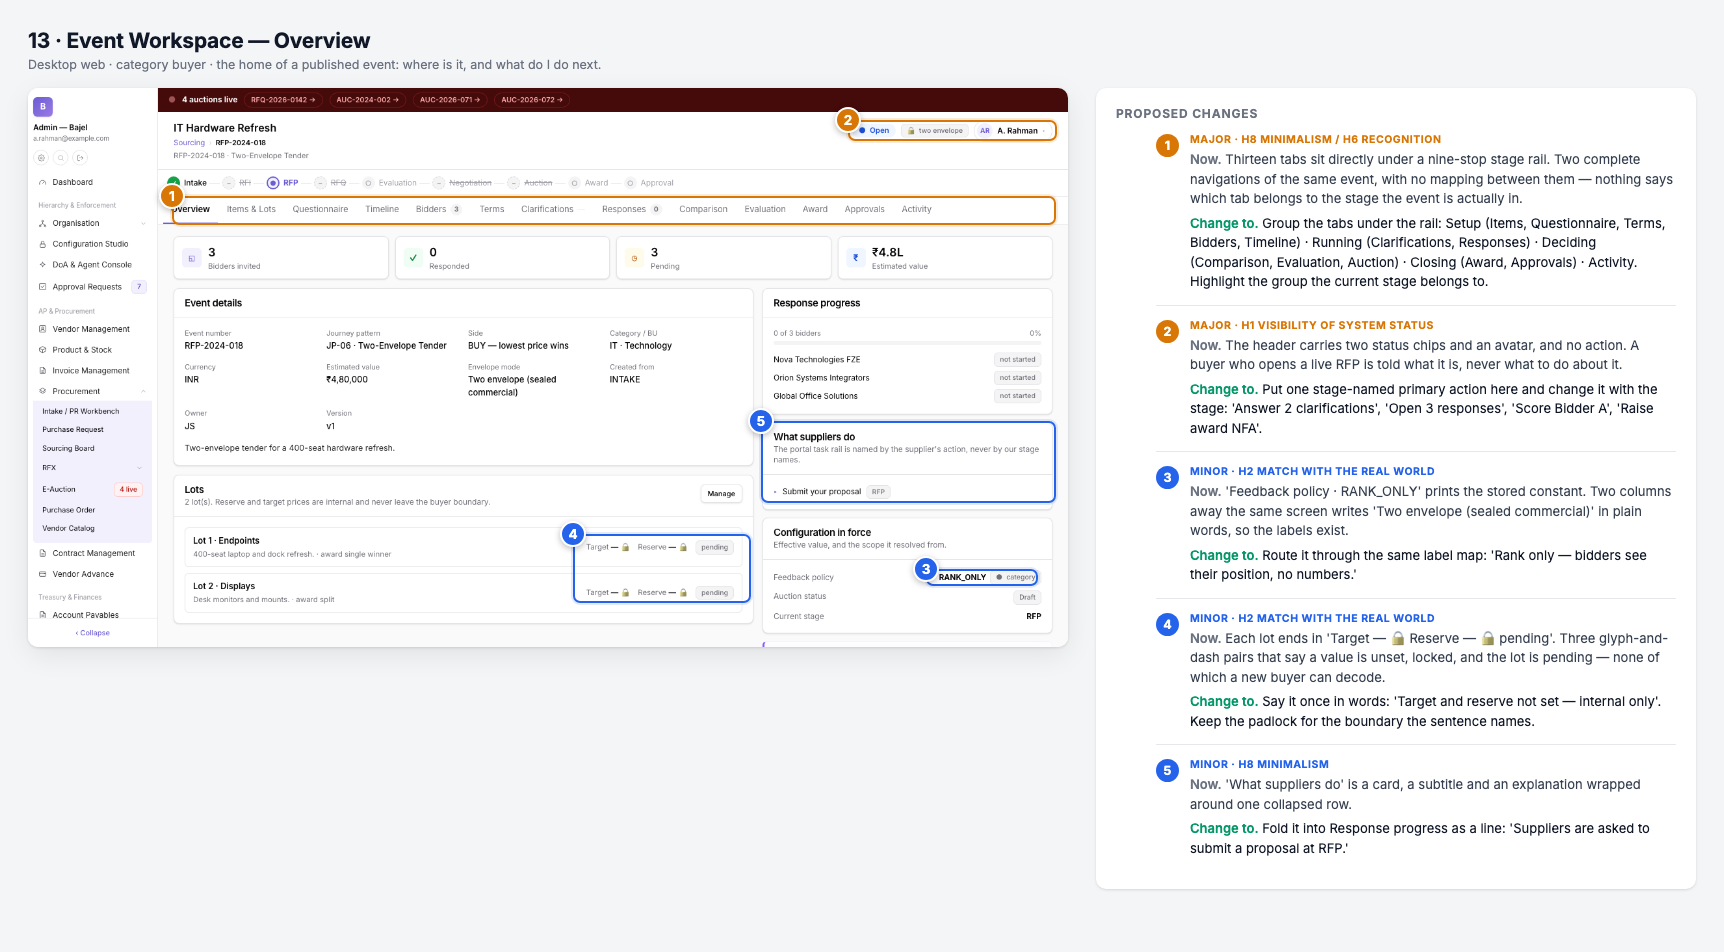 13 · Event Workspace — Overview
Desktop web · category buyer · the home of a published event: where is it, and what do I do next.
B
Admin — Bajel
a.rahman@example.com
Dashboard
Hierarchy & Enforcement
Organisation
Configuration Studio
DoA & Agent Console
Approval Requests 7
AP & Procurement
Vendor Management
Product & Stock
Invoice Management
Procurement
Intake / PR Workbench
Purchase Request
Sourcing Board
RFX
E-Auction 4 live
Purchase Order
Vendor Catalog
Contract Management
Vendor Advance
Treasury & Finances
Account Payables
‹ Collapse
4 auctions live RFQ-2026-0142 → AUC-2024-002 → AUC-2026-071 → AUC-2026-072 →
IT Hardware Refresh
Sourcing · RFP-2024-018
RFP-2024-018 · Two-Envelope Tender
2
Open 🔒 two envelope AR A. Rahman
Intake RFI RFP RFQ Evaluation Negotiation Auction Award Approval
1
Overview Items & Lots Questionnaire Timeline Bidders 3 Terms Clarifications Responses 0 Comparison Evaluation Award Approvals Activity
3
Bidders invited
0
Responded
3
Pending
₹
₹4.8L
Estimated value
Event details
Event number Journey pattern Side Category / BU
RFP-2024-018 JP-06 · Two-Envelope Tender BUY — lowest price wins IT · Technology
Currency Estimated value Envelope mode Created from
INR ₹4,80,000 Two envelope (sealed commercial) INTAKE
Owner Version
JS v1
Two-envelope tender for a 400-seat hardware refresh.
Lots
2 lot(s). Reserve and target prices are internal and never leave the buyer boundary.
Manage
4
Lot 1 · Endpoints
400-seat laptop and dock refresh. · award single winner
Target — 🔒 Reserve — 🔒 pending
Lot 2 · Displays
Desk monitors and mounts. · award split
Target — 🔒 Reserve — 🔒 pending
Response progress
0 of 3 bidders 0%
Nova Technologies FZE not started
Orion Systems Integrators not started
Global Office Solutions not started
5
What suppliers do
The portal task rail is named by the supplier's action, never by our stage
names.
• Submit your proposal RFP
Configuration in force
Effective value, and the scope it resolved from.
3
Feedback policy RANK_ONLY category
Auction status Draft
Current stage RFP
PROPOSED CHANGES
1
MAJOR · H8 MINIMALISM / H6 RECOGNITION
Now. Thirteen tabs sit directly under a nine-stop stage rail. Two complete
navigations of the same event, with no mapping between them — nothing says
which tab belongs to the stage the event is actually in.
Change to. Group the tabs under the rail: Setup (Items, Questionnaire, Terms,
Bidders, Timeline) · Running (Clarifications, Responses) · Deciding
(Comparison, Evaluation, Auction) · Closing (Award, Approvals) · Activity.
Highlight the group the current stage belongs to.
2
MAJOR · H1 VISIBILITY OF SYSTEM STATUS
Now. The header carries two status chips and an avatar, and no action. A
buyer who opens a live RFP is told what it is, never what to do about it.
Change to. Put one stage-named primary action here and change it with the
stage: 'Answer 2 clarifications', 'Open 3 responses', 'Score Bidder A', 'Raise
award NFA'.
3
MINOR · H2 MATCH WITH THE REAL WORLD
Now. 'Feedback policy · RANK_ONLY' prints the stored constant. Two columns
away the same screen writes 'Two envelope (sealed commercial)' in plain
words, so the labels exist.
Change to. Route it through the same label map: 'Rank only — bidders see
their position, no numbers.'
4
MINOR · H2 MATCH WITH THE REAL WORLD
Now. Each lot ends in 'Target — 🔒 Reserve — 🔒 pending'. Three glyph-and-
dash pairs that say a value is unset, locked, and the lot is pending — none of
which a new buyer can decode.
Change to. Say it once in words: 'Target and reserve not set — internal only'.
Keep the padlock for the boundary the sentence names.
5
MINOR · H8 MINIMALISM
Now. 'What suppliers do' is a card, a subtitle and an explanation wrapped
around one collapsed row.
Change to. Fold it into Response progress as a line: 'Suppliers are asked to
submit a proposal at RFP.'